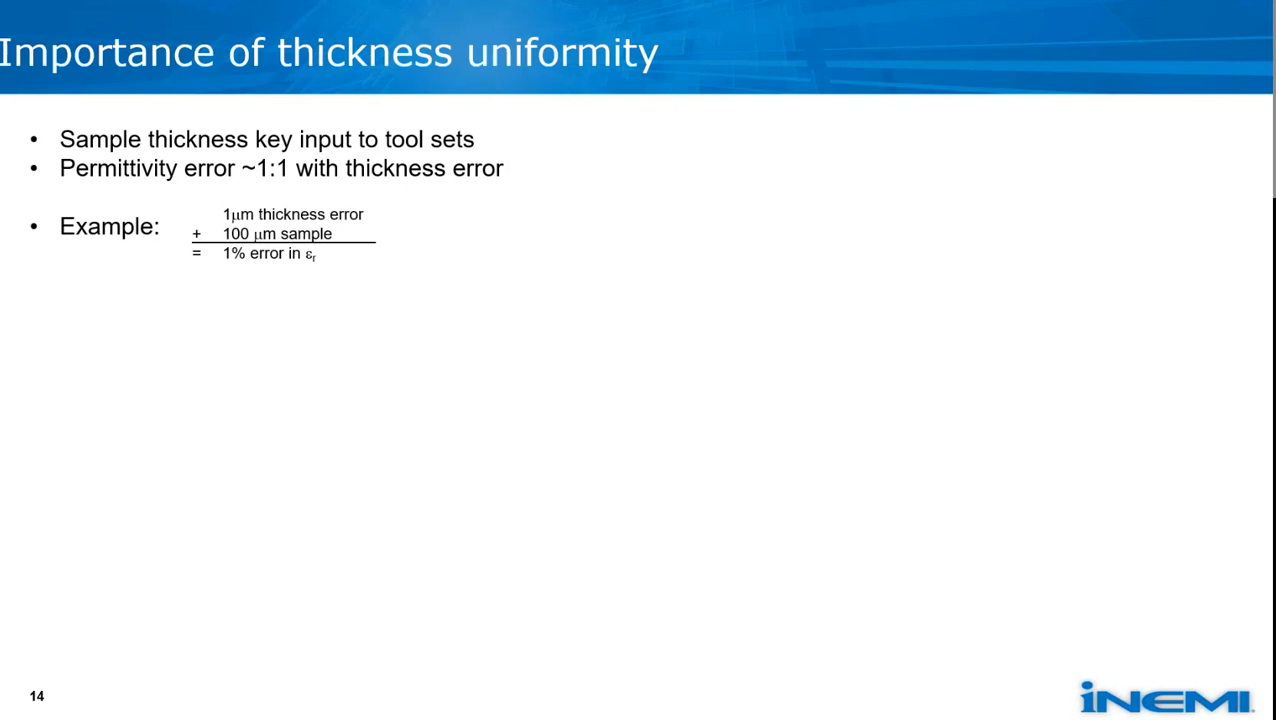 Importance of thickness uniformity
• Sample thickness key input to tool sets
• Permittivity error ~1:1 with thickness error
• Example:
1μm thickness error
+ 100 μm sample
= 1% error in εr
14
iNEMI